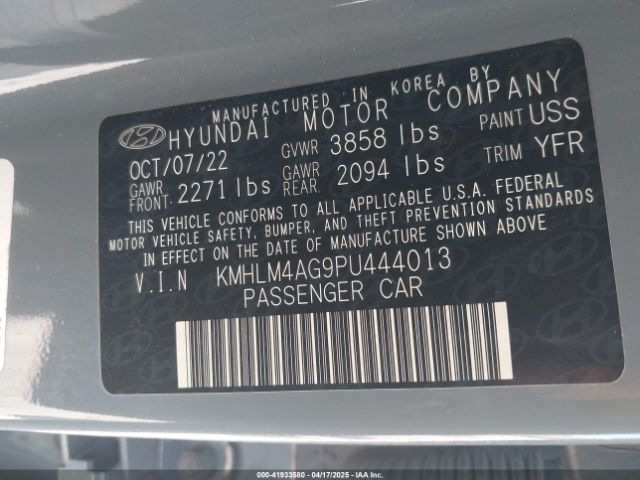 MANUFACTURED IN KOREA BY
HYUNDAI MOTOR COMPANY
OCT/07/22 GVWR 3858 lbs PAINT USS
GAWR FRONT. 2271 lbs GAWR REAR. 2094 lbs TRIM YFR
THIS VEHICLE CONFORMS TO ALL APPLICABLE U.S.A. FEDERAL
MOTOR VEHICLE SAFETY, BUMPER, AND THEFT PREVENTION STANDARDS
IN EFFECT ON THE DATE OF MANUFACTURE SHOWN ABOVE
V.I.N KMHLM4AG9PU444013
PASSENGER CAR
000-41933580 - 04/17/2025 - IAAI.COM